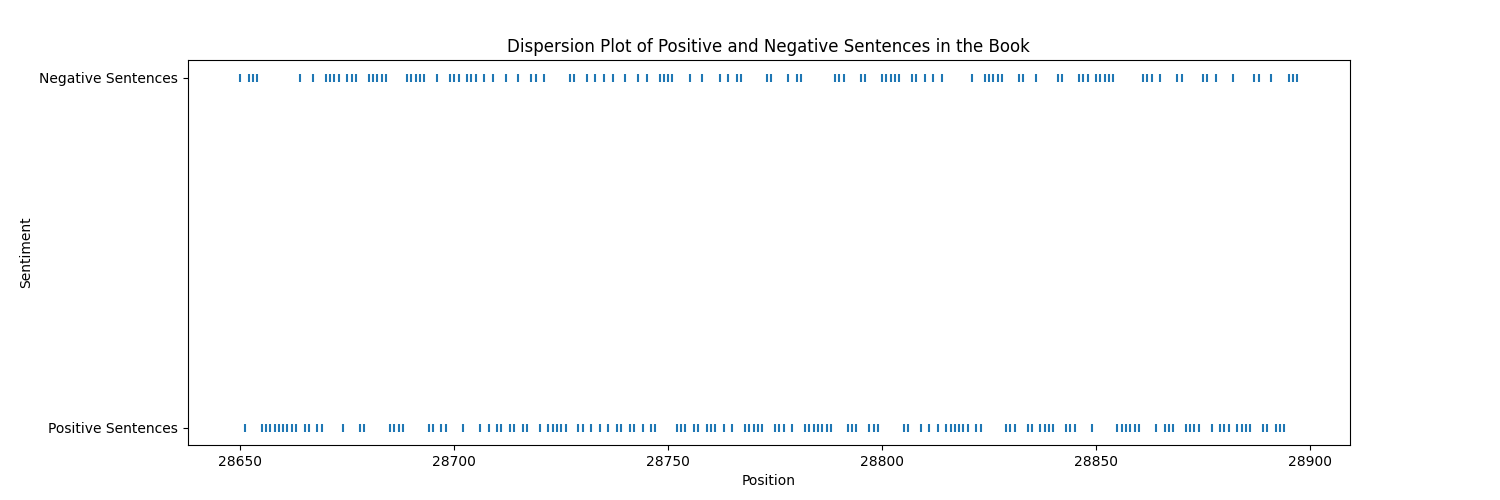 Dispersion Plot of Positive and Negative Sentences in the Book
Negative Sentences
Sentiment
Positive Sentences
28650 28700 28750 28800 28850 28900
Position